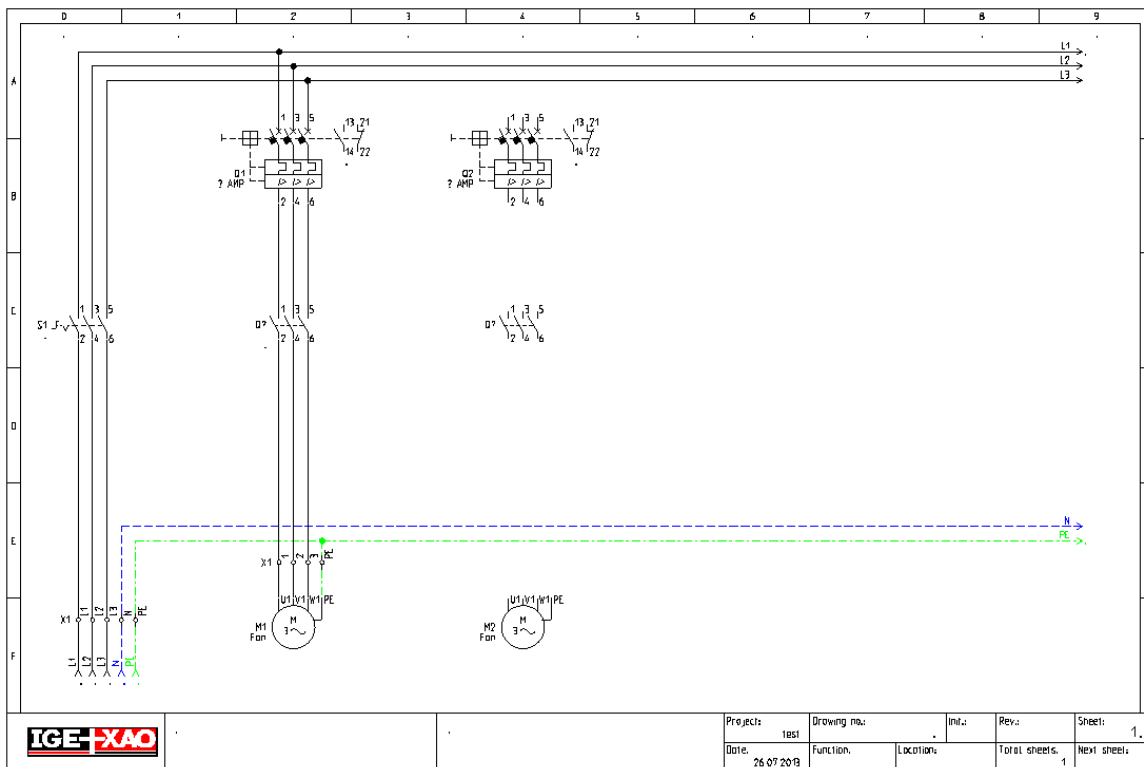 0 1 2 3 4 5 6 7 8 9
L1
L2
L3
A
1 3 5 13 21
14 22
Q1
? AMP
2 4 6
1 3 5 13 21
14 22
Q2
? AMP
2 4 6
B
C
1 3 5
S1
2 4 6
1 3 5
Q?
2 4 6
1 3 5
Q?
2 4 6
D
N
E
PE
X1 1 2 3 PE
U1 V1 W1 PE
M1
Fan
M
3
U1 V1 W1 PE
M2
Fan
M
3
X1 L1 L2 L3 N PE
F
L1 L2 L3 N PE
IGE+XAO
Project:
test
Drawing no.:
Init.:
Rev.:
Sheet:
1.
Date.
26.07.2013
Function.
Location:
Total sheets.
1
Next sheet: